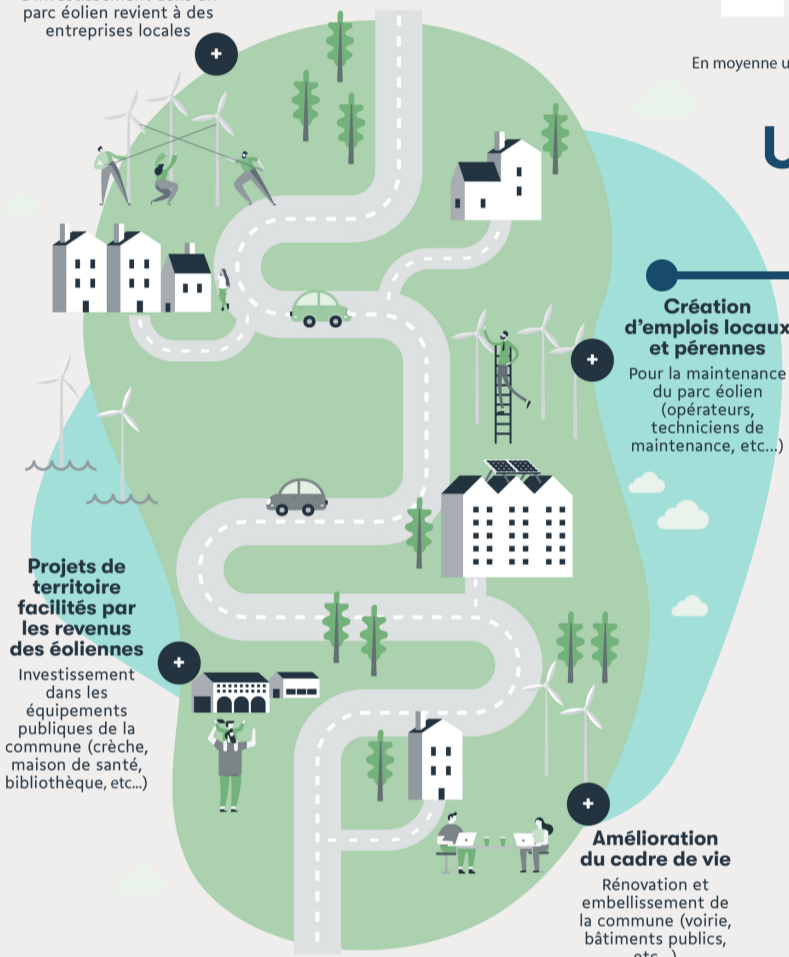 parc éolien revient à des
entreprises locales
En moyenne u
U
Création
d'emplois locaux
et pérennes
Pour la maintenance
du parc éolien
(opérateurs,
techniciens de
maintenance, etc...)
Projets de
territoire
facilités par
les revenus
des éoliennes
Investissement
dans les
équipements
publiques de la
commune (crèche,
maison de santé,
bibliothèque, etc...)
Amélioration
du cadre de vie
Rénovation et
embellissement de
la commune (voirie,
bâtiments publics,
etc...)